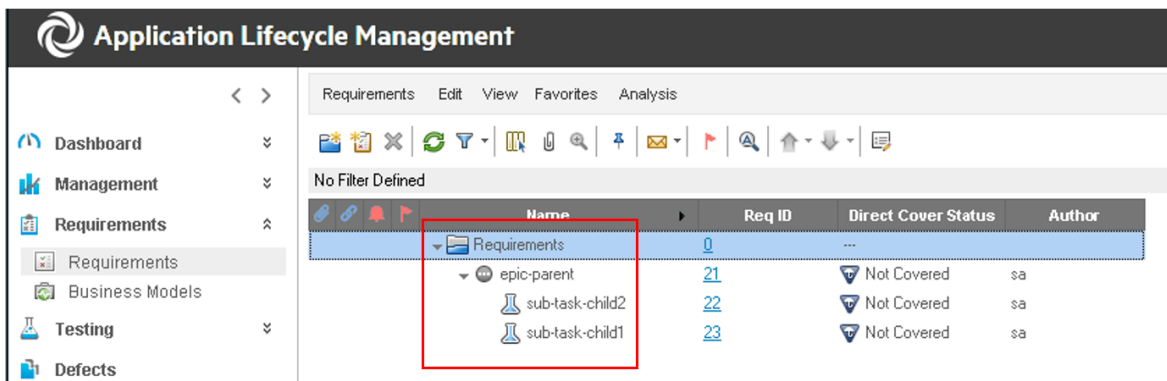 Application Lifecycle Management
Requirements Edit View Favorites Analysis
Dashboard
Management
Requirements
Requirements
Business Models
Testing
Defects
No Filter Defined
Name Req ID Direct Cover Status Author
Requirements 0 ---
epic-parent 21 Not Covered sa
sub-task-child2 22 Not Covered sa
sub-task-child1 23 Not Covered sa